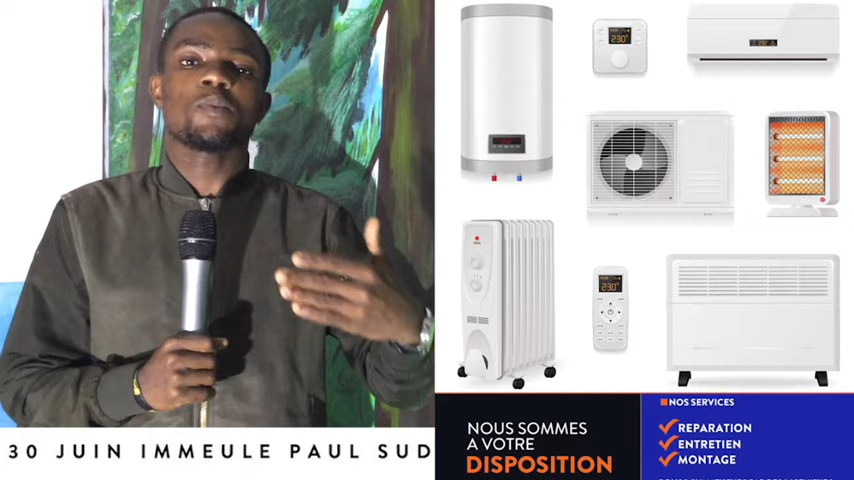 30 JUIN IMMEULE PAUL SUD
NOUS SOMMES
A VOTRE
DISPOSITION
NOS SERVICES
REPARATION
ENTRETIEN
MONTAGE